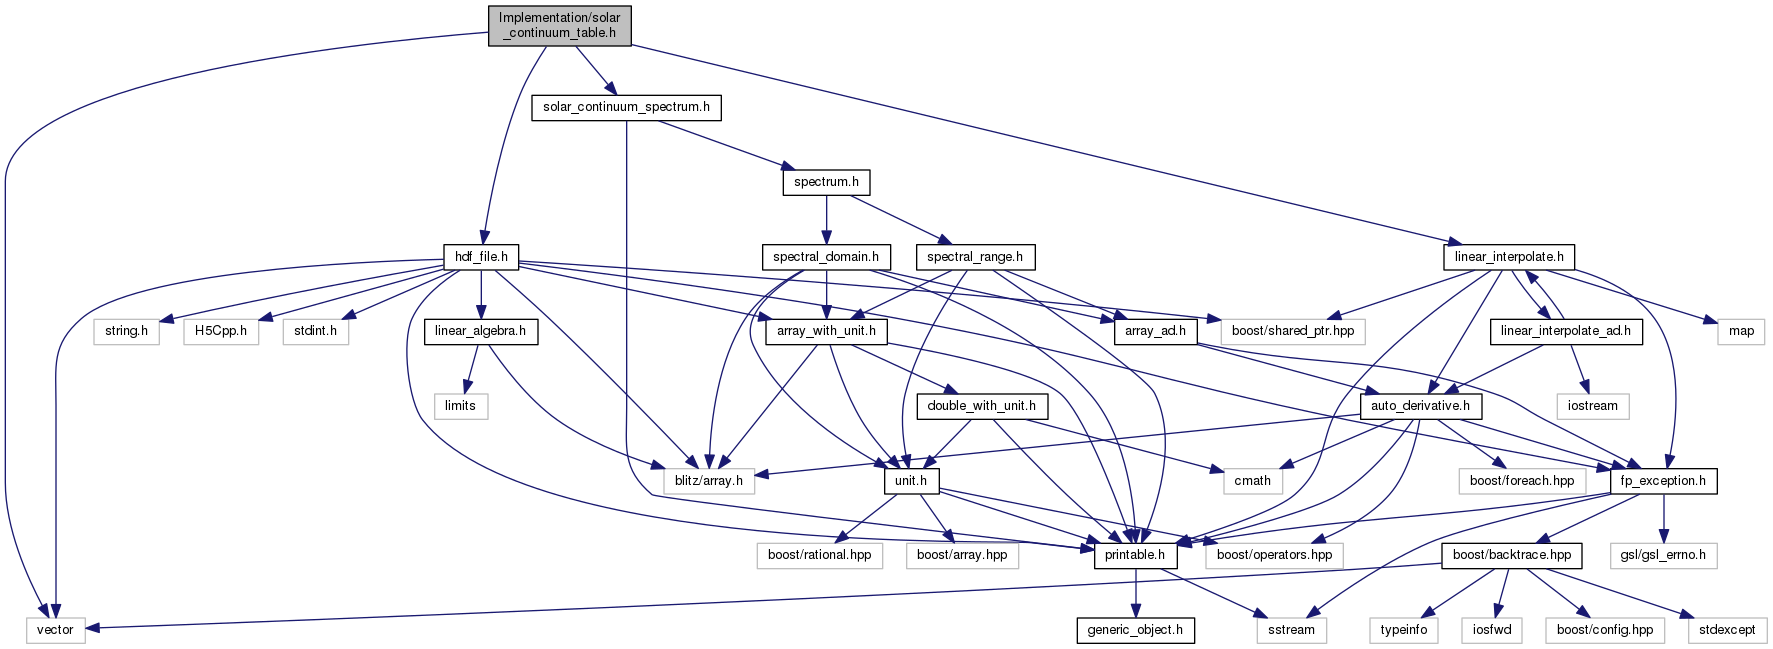 Implementation/solar
_continuum_table.h
solar_continuum_spectrum.h
spectrum.h
hdf_file.h
spectral_domain.h
spectral_range.h
linear_interpolate.h
string.h
H5Cpp.h
stdint.h
linear_algebra.h
array_with_unit.h
array_ad.h
boost/shared_ptr.hpp
linear_interpolate_ad.h
map
limits
double_with_unit.h
auto_derivative.h
iostream
blitz/array.h
unit.h
cmath
boost/foreach.hpp
fp_exception.h
boost/rational.hpp
boost/array.hpp
printable.h
boost/operators.hpp
boost/backtrace.hpp
gsl/gsl_errno.h
vector
generic_object.h
sstream
typeinfo
iosfwd
boost/config.hpp
stdexcept